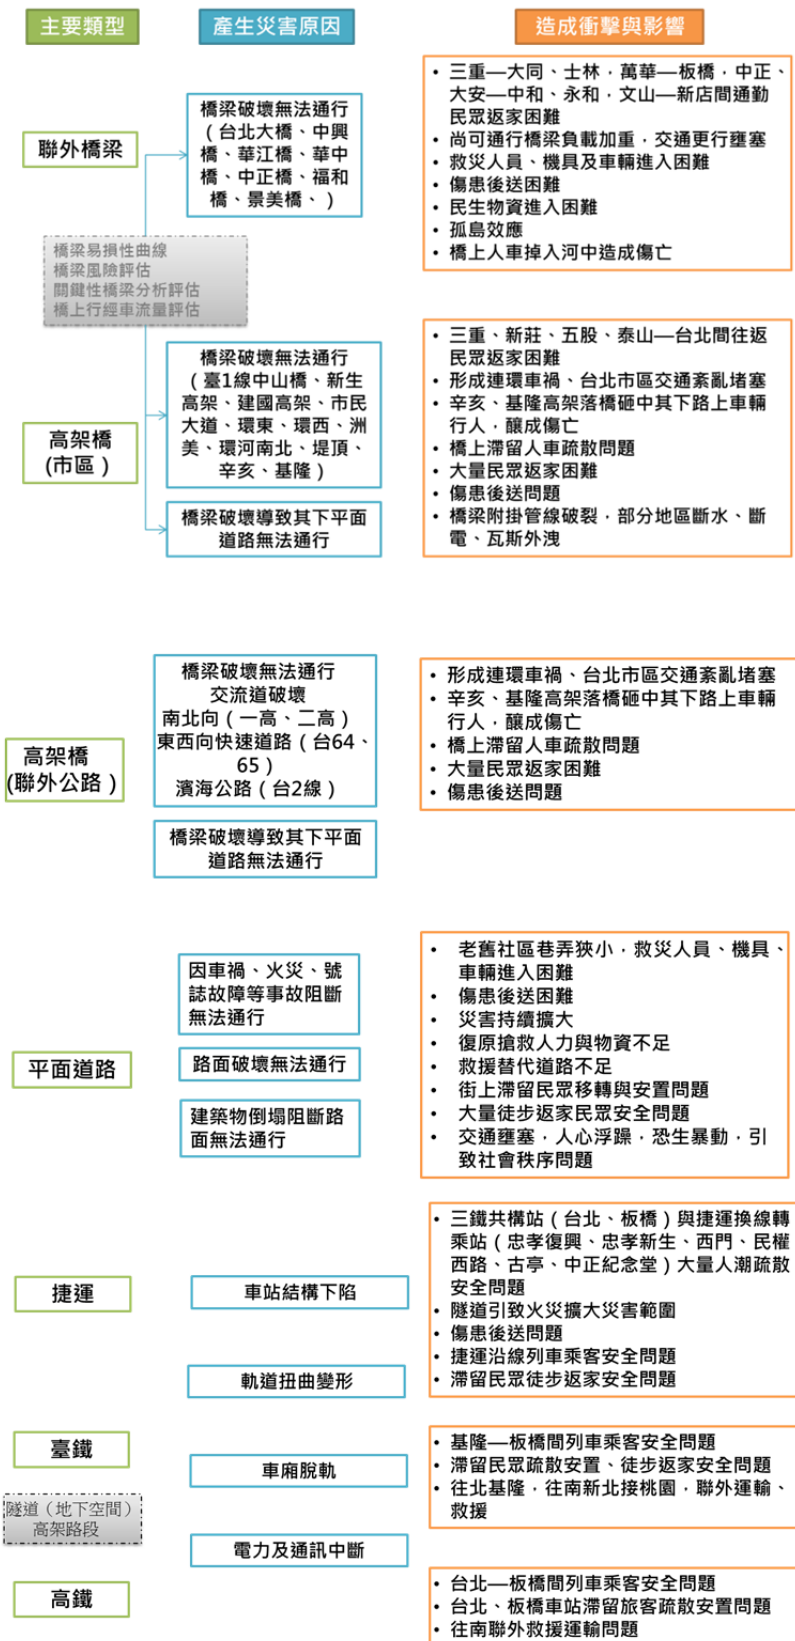 主要類型
產生災害原因
造成衝擊與影響
聯外橋梁
橋梁破壞無法通行
（台北大橋、中興
橋、華江橋、華中
橋、中正橋、福和
橋、景美橋、）
• 三重—大同、士林，萬華—板橋，中正、
大安—中和、永和，文山—新店間通勤
民眾返家困難
• 尚可通行橋梁負載加重，交通更行壅塞
• 救災人員、機具及車輛進入困難
• 傷患後送困難
• 民生物資進入困難
• 孤島效應
• 橋上人車掉入河中造成傷亡
橋梁易損性曲線
橋梁風險評估
關鍵性橋梁分析評估
橋上行經車流量評估
高架橋
(市區）
橋梁破壞無法通行
（臺1線中山橋、新生
高架、建國高架、市民
大道、環東、環西、洲
美、環河南北、堤頂、
辛亥、基隆）
橋梁破壞導致其下平面
道路無法通行
• 三重、新莊、五股、泰山—台北間往返
民眾返家困難
• 形成連環車禍、台北市區交通紊亂堵塞
• 辛亥、基隆高架落橋砸中其下路上車輛
行人，釀成傷亡
• 橋上滯留人車疏散問題
• 大量民眾返家困難
• 傷患後送問題
• 橋梁附掛管線破裂，部分地區斷水、斷
電、瓦斯外洩
高架橋
(聯外公路）
橋梁破壞無法通行
交流道破壞
南北向（一高、二高）
東西向快速道路（台64、
65）
濱海公路（台2線）
橋梁破壞導致其下平面
道路無法通行
• 形成連環車禍、台北市區交通紊亂堵塞
• 辛亥、基隆高架落橋砸中其下路上車輛
行人，釀成傷亡
• 橋上滯留人車疏散問題
• 大量民眾返家困難
• 傷患後送問題
平面道路
因車禍、火災、號
誌故障等事故阻斷
無法通行
路面破壞無法通行
建築物倒塌阻斷路
面無法通行
• 老舊社區巷弄狹小，救災人員、機具、
車輛進入困難
• 傷患後送困難
• 災害持續擴大
• 復原搶救人力與物資不足
• 救援替代道路不足
• 街上滯留民眾移轉與安置問題
• 大量徒步返家民眾安全問題
• 交通壅塞，人心浮躁，恐生暴動，引
致社會秩序問題
捷運
車站結構下陷
軌道扭曲變形
• 三鐵共構站（台北、板橋）與捷運換線轉
乘站（忠孝復興、忠孝新生、西門、民權
西路、古亭、中正紀念堂）大量人潮疏散
安全問題
• 隧道引致火災擴大災害範圍
• 傷患後送問題
• 捷運沿線列車乘客安全問題
• 滯留民眾徒步返家安全問題
臺鐵
車廂脫軌
• 基隆—板橋間列車乘客安全問題
• 滯留民眾疏散安置、徒步返家安全問題
• 往北基隆，往南新北接桃園，聯外運輸、
救援
隧道（地下空間）
高架路段
電力及通訊中斷
高鐵
• 台北—板橋間列車乘客安全問題
• 台北、板橋車站滯留旅客疏散安置問題
• 往南聯外救援運輸問題